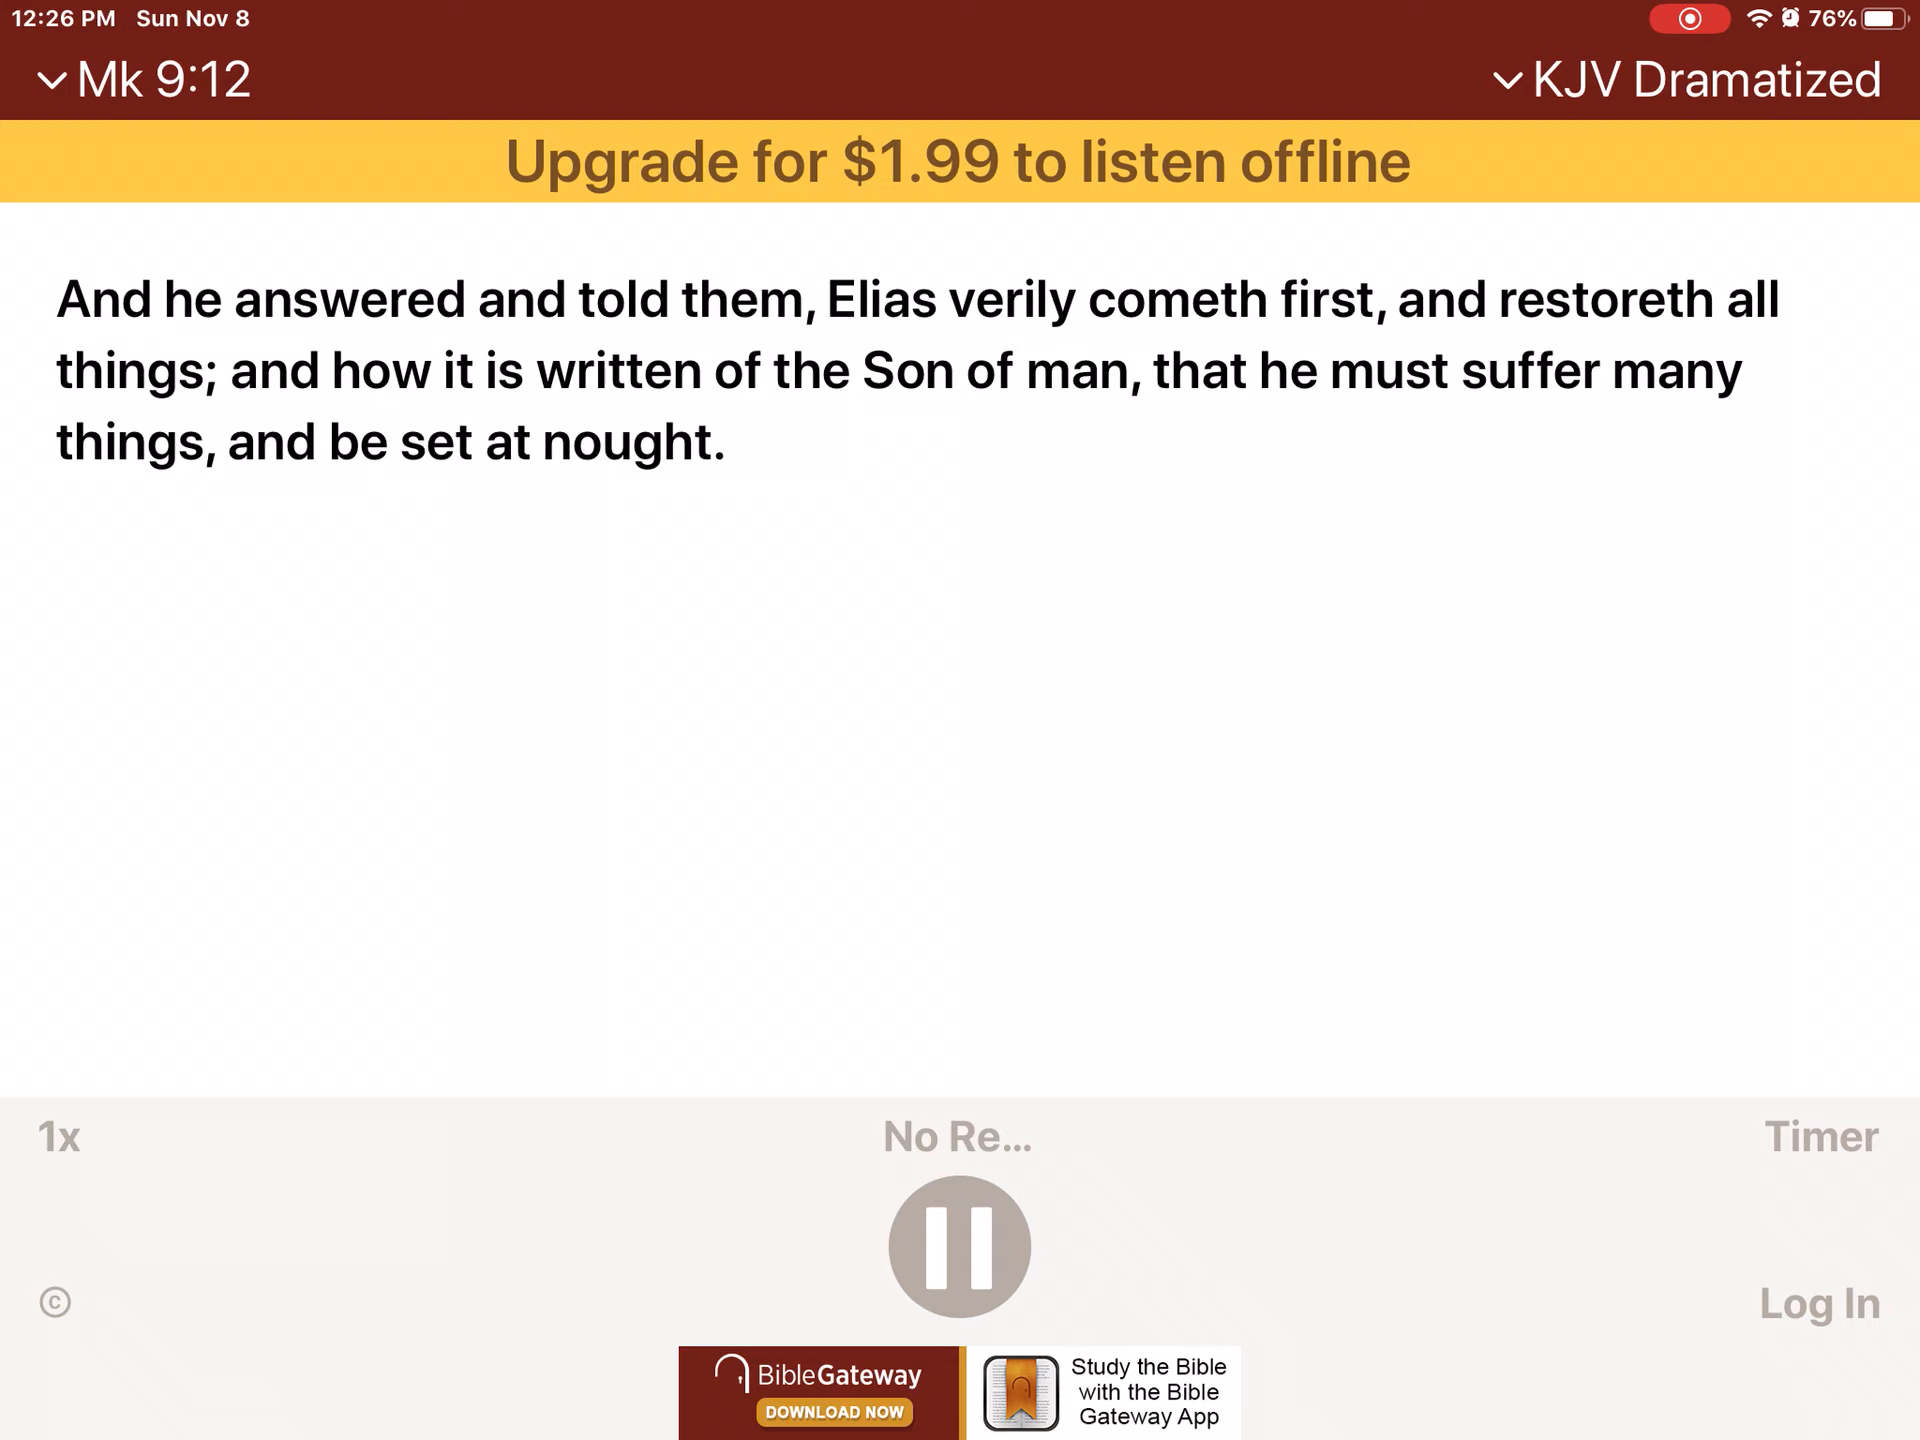 12:26 PM Sun Nov 8
76%
Mk 9:12
KJV Dramatized
Upgrade for $1.99 to listen offline
And he answered and told them, Elias verily cometh first, and restoreth all
things; and how it is written of the Son of man, that he must suffer many
things, and be set at nought.
1x
No Re...
Timer
©
Log In
BibleGateway
DOWNLOAD NOW
Study the Bible
with the Bible
Gateway App